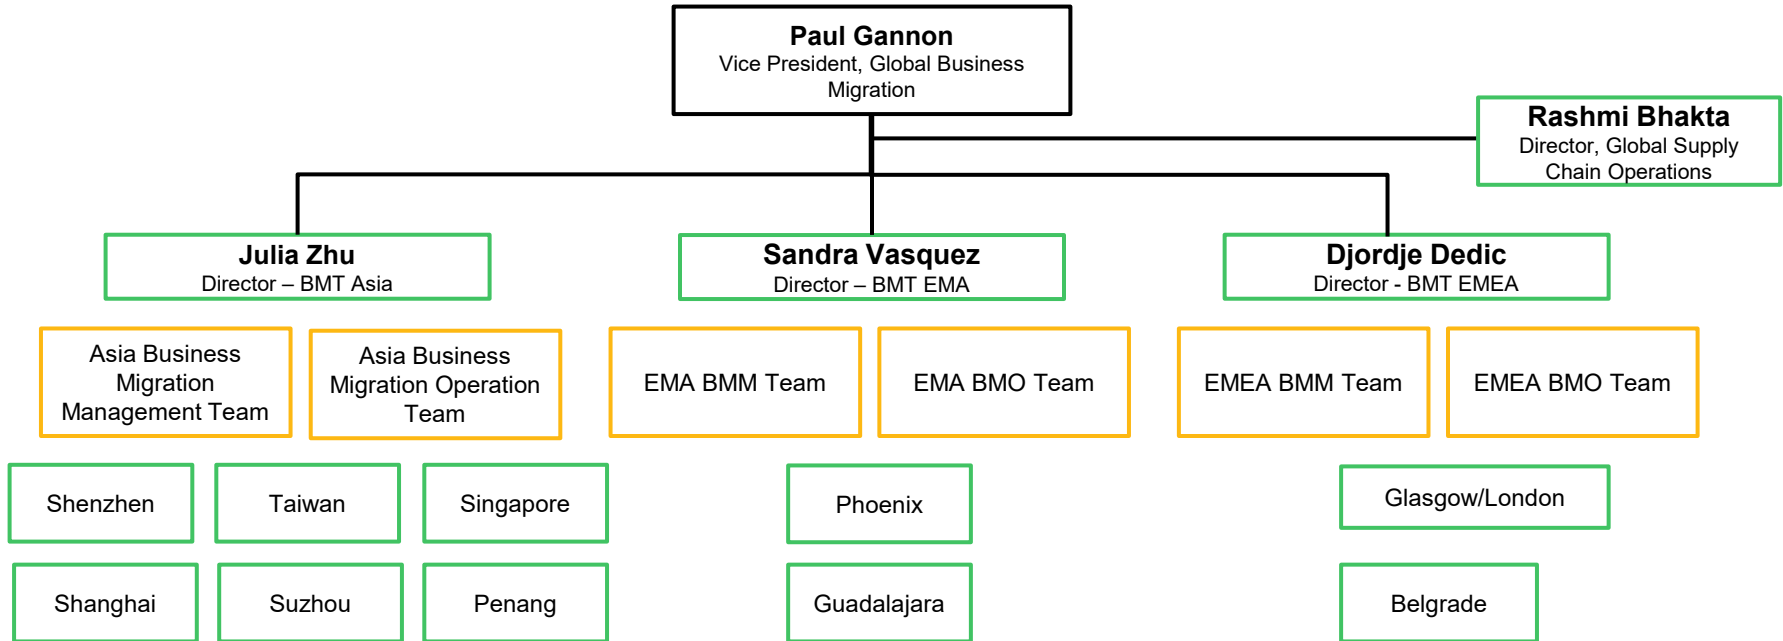 Paul Gannon
Vice President, Global Business
Migration
Rashmi Bhakta
Director, Global Supply
Chain Operations
Julia Zhu
Director – BMT Asia
Sandra Vasquez
Director – BMT EMA
Djordje Dedic
Director - BMT EMEA
Asia Business
Migration
Management Team
Asia Business
Migration Operation
Team
EMA BMM Team
EMA BMO Team
EMEA BMM Team
EMEA BMO Team
Shenzhen
Taiwan
Singapore
Phoenix
Glasgow/London
Shanghai
Suzhou
Penang
Guadalajara
Belgrade